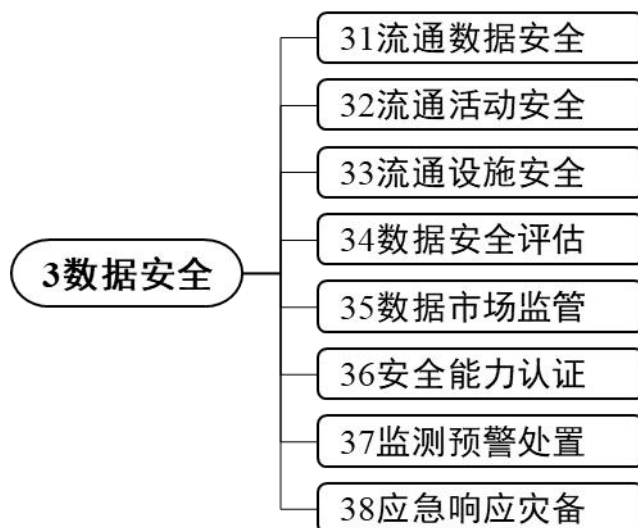 31流通数据安全
32流通活动安全
33流通设施安全
34数据安全评估
3数据安全
35数据市场监管
36安全能力认证
37监测预警处置
38应急响应灾备